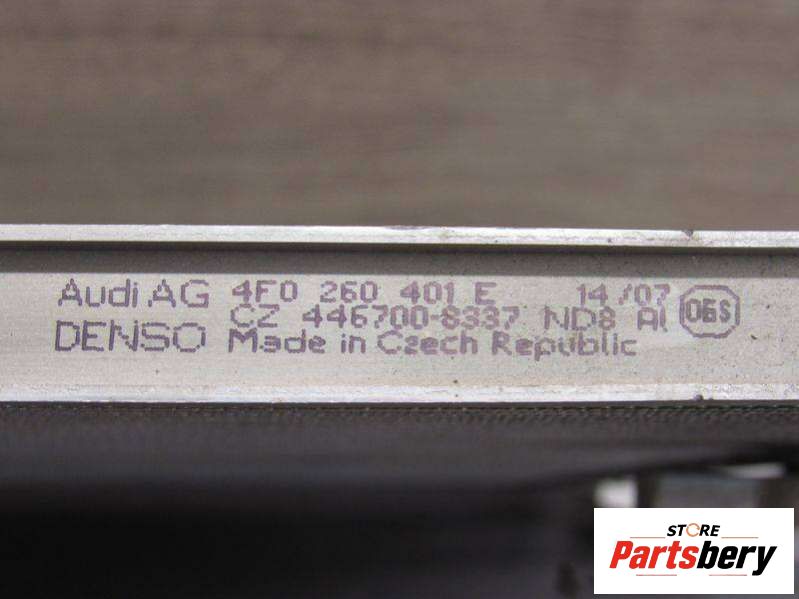 Audi AG 4F0 260 401 E 14/07
CZ 446700-8337 ND8 Al
DENSO Made in Czech Republic
06S
STORE
Partsbery